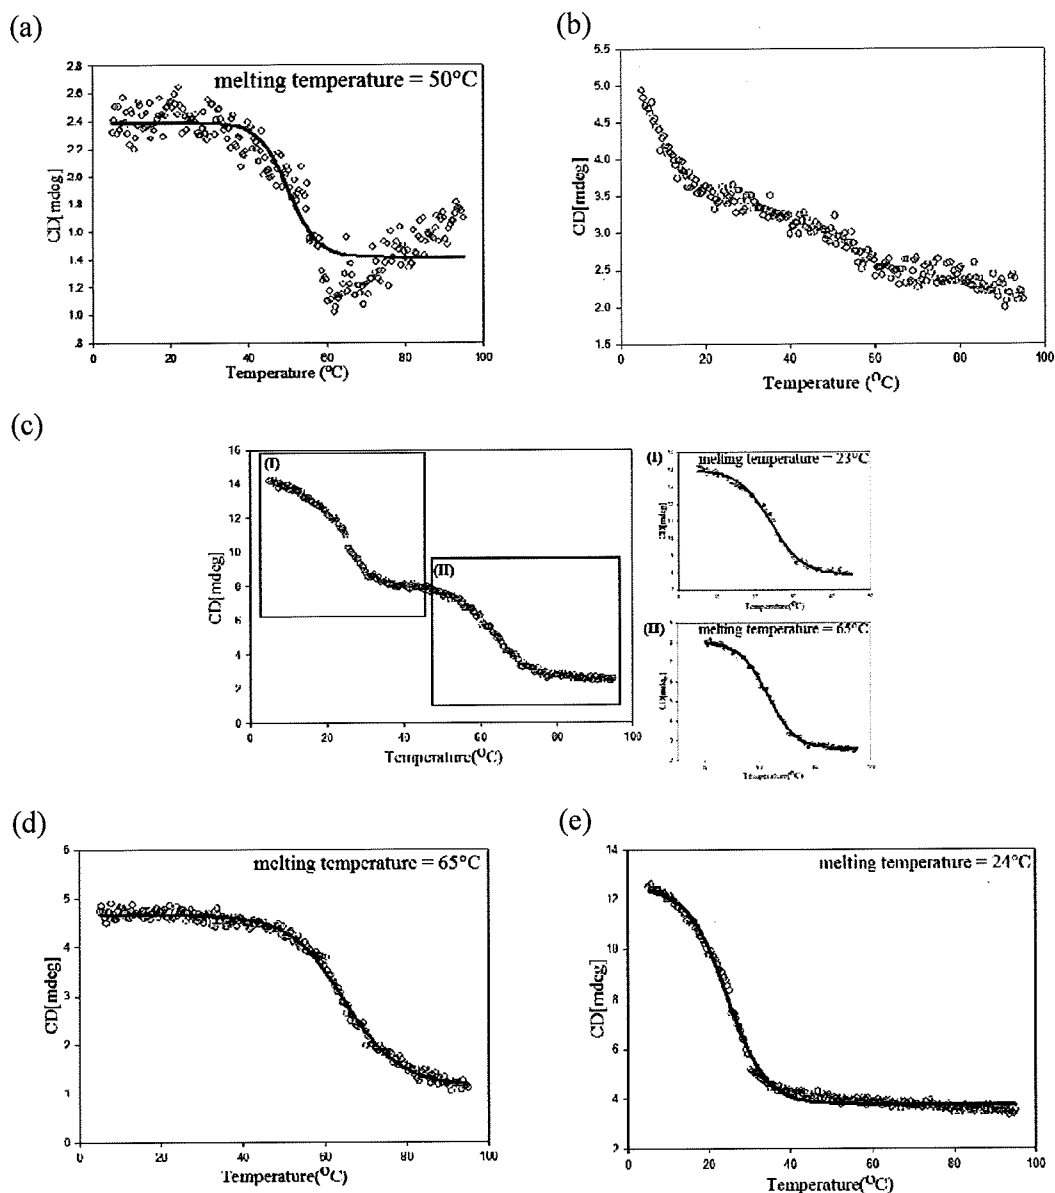 (a)
melting temperature = 50°C
2.8
2.6
2.4
2.2
2.0
1.8
1.6
1.4
1.2
1.0
.8
CD[mdeg]
0 20 40 60 80 100
Temperature (°C)
(b)
5.5
5.0
4.5
4.0
3.5
3.0
2.5
2.0
1.5
CD[mdeg]
0 20 40 60 80 100
Temperature (°C)
(c)
16
14
12
10
8
6
4
2
0
CD[mdeg]
(I)
(II)
0 20 40 60 80 100
Temperature(°C)
(I)
melting temperature = 23°C
CD[mdeg]
Temperature(°C)
(II)
melting temperature = 65°C
CD[mdeg]
Temperature(°C)
(d)
melting temperature = 65°C
6
5
4
3
2
1
0
CD[mdeg]
0 20 40 60 80 100
Temperature(°C)
(e)
melting temperature = 24°C
14
12
10
8
6
4
2
CD[mdeg]
0 20 40 60 80 100
Temperature(°C)